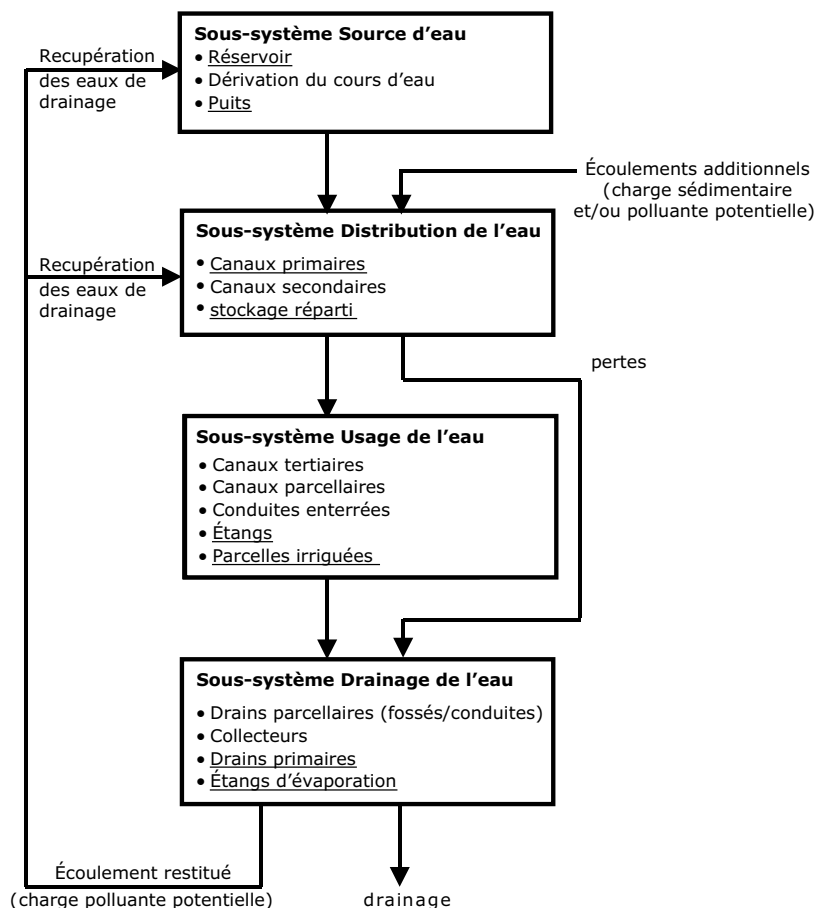 Sous-système Source d'eau
• Réservoir
• Dérivation du cours d'eau
• Puits
Recupération
des eaux de
drainage
Écoulements additionnels
(charge sédimentaire
et/ou polluante potentielle)
Sous-système Distribution de l'eau
• Canaux primaires
• Canaux secondaires
• stockage réparti
Recupération
des eaux de
drainage
pertes
Sous-système Usage de l'eau
• Canaux tertiaires
• Canaux parcellaires
• Conduites enterrées
• Étangs
• Parcelles irriguées
Sous-système Drainage de l'eau
• Drains parcellaires (fossés/conduites)
• Collecteurs
• Drains primaires
• Étangs d'évaporation
Écoulement restitué
(charge polluante potentielle)
drainage